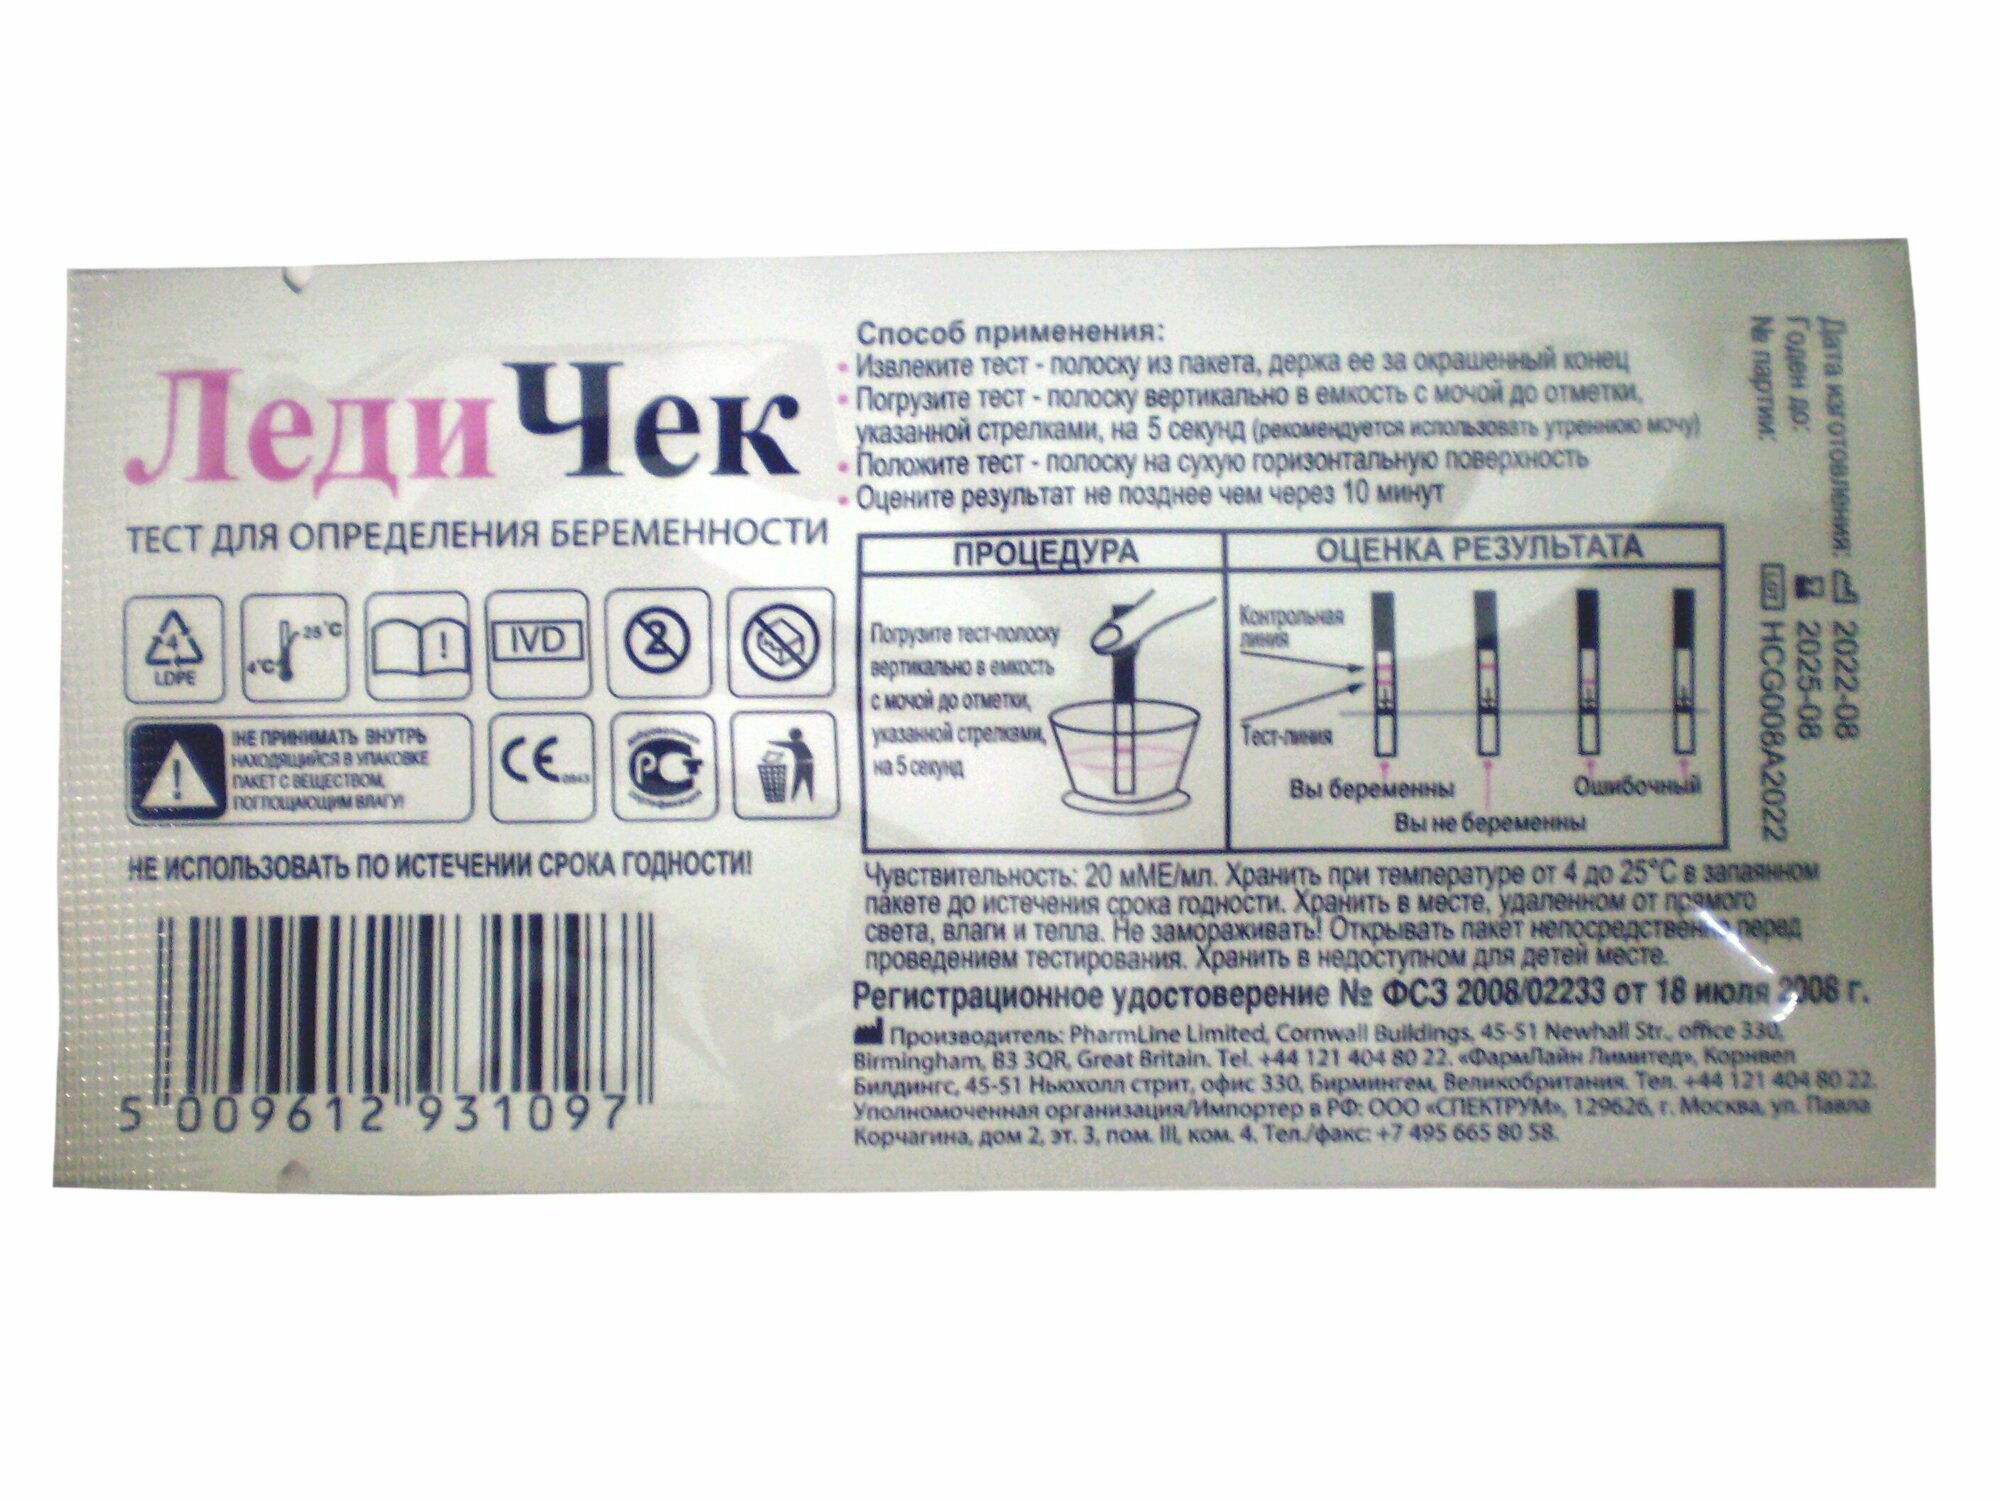 ЛедиЧек
ТЕСТ ДЛЯ ОПРЕДЕЛЕНИЯ БЕРЕМЕННОСТИ
4
LDPE
4°C
25°C
!
IVD
2
!
!НЕ ПРИНИМАТЬ ВНУТРЬ
НАХОДЯЩИЙСЯ В УПАКОВКЕ
ПАКЕТ С ВЕЩЕСТВОМ,
ПОГЛОЩАЮЩИМ ВЛАГУ!
CE
добровольная
РСТ
сертификация
НЕ ИСПОЛЬЗОВАТЬ ПО ИСТЕЧЕНИИ СРОКА ГОДНОСТИ!
5 009612 931097
Способ применения:
• Извлеките тест - полоску из пакета, держа ее за окрашенный конец
• Погрузите тест - полоску вертикально в емкость с мочой до отметки,
указанной стрелками, на 5 секунд (рекомендуется использовать утреннюю мочу)
• Положите тест - полоску на сухую горизонтальную поверхность
• Оцените результат не позднее чем через 10 минут
ПРОЦЕДУРА
Погрузите тест-полоску
вертикально в емкость
с мочой до отметки,
указанной стрелками,
на 5 секунд
ОЦЕНКА РЕЗУЛЬТАТА
Контрольная
линия
Тест-линия
Вы беременны
Вы не беременны
Ошибочный
Чувствительность: 20 мМЕ/мл. Хранить при температуре от 4 до 25°С в запаянном
пакете до истечения срока годности. Хранить в месте, удаленном от прямого
света, влаги и тепла. Не замораживать! Открывать пакет непосредственно перед
проведением тестирования. Хранить в недоступном для детей месте.
Регистрационное удостоверение № ФСЗ 2008/02233 от 18 июля 2008 г.
Производитель: PharmLine Limited, Cornwall Buildings, 45-51 Newhall Str., office 330,
Birmingham, B3 3QR, Great Britain. Tel. +44 121 404 80 22. «ФармЛайн Лимитед», Корнвел
Билдингс, 45-51 Ньюхолл стрит, офис 330, Бирмингем, Великобритания. Тел. +44 121 404 80 22.
Уполномоченная организация/Импортер в РФ: ООО «СПЕКТРУМ», 129626, г. Москва, ул. Павла
Корчагина, дом 2, эт. 3, пом. III, ком. 4. Тел./факс: +7 495 665 80 58.
Дата изготовления: 2022-08
Годен до: 2025-08
№ партии: LOT HCG008A2022